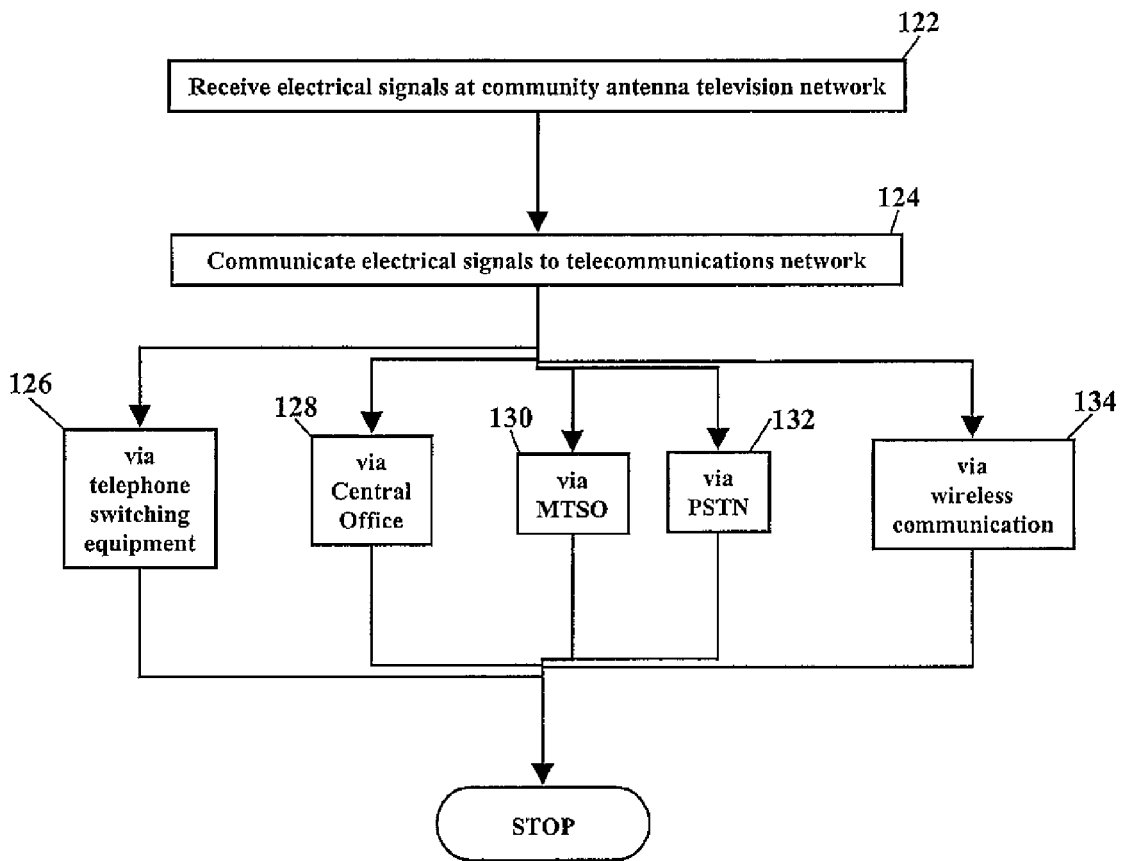 122
Receive electrical signals at community antenna television network
124
Communicate electrical signals to telecommunications network
126
via
telephone
switching
equipment
128
via
Central
Office
130
via
MTSO
132
via
PSTN
134
via
wireless
communication
STOP